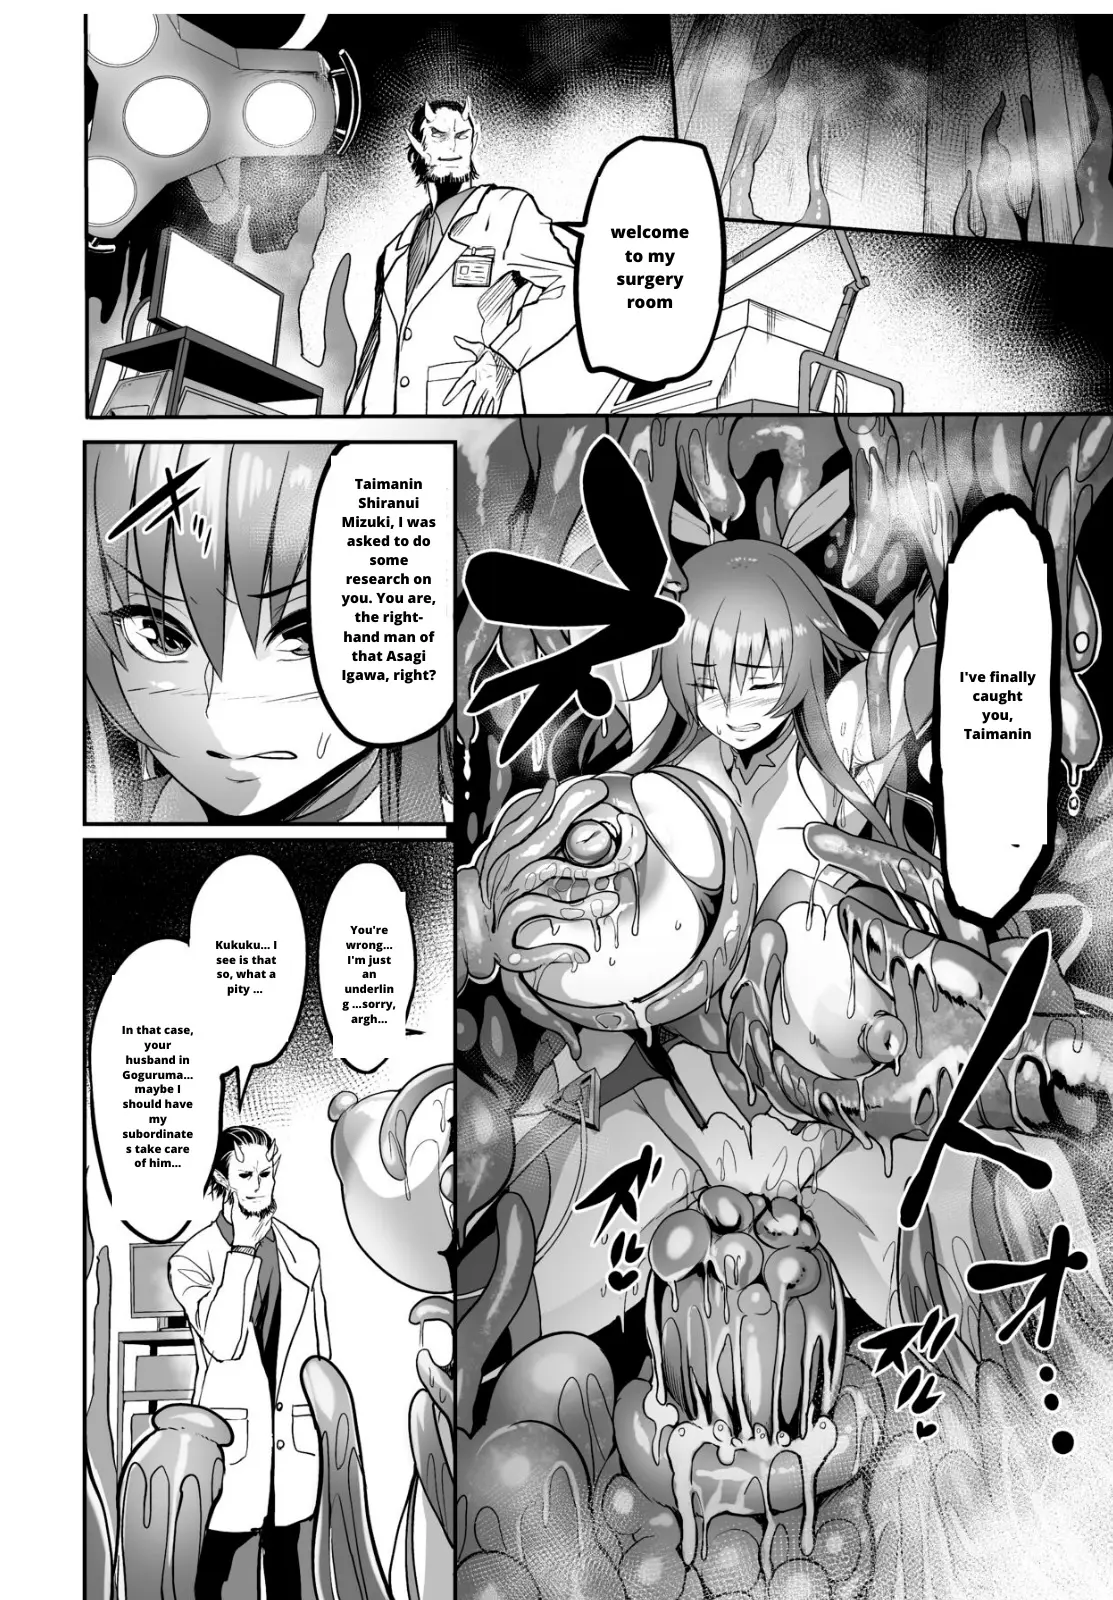 welcome
to my
surgery
room
I've finally
caught
you,
Taimanin
Taimanin
Shiranui
Mizuki, I was
asked to do
some
research on
you. You are,
the right-
hand man of
that Asagi
Igawa, right?
ズ
ル
ズル
オ...
You're
wrong...
I'm just
an
underlin
g ...sorry,
argh...
Kukuku... I
see is that
so, what a
pity ...
In that case,
your
husband in
Goguruma...
maybe I
should have
my
subordinate
s take care
of him...